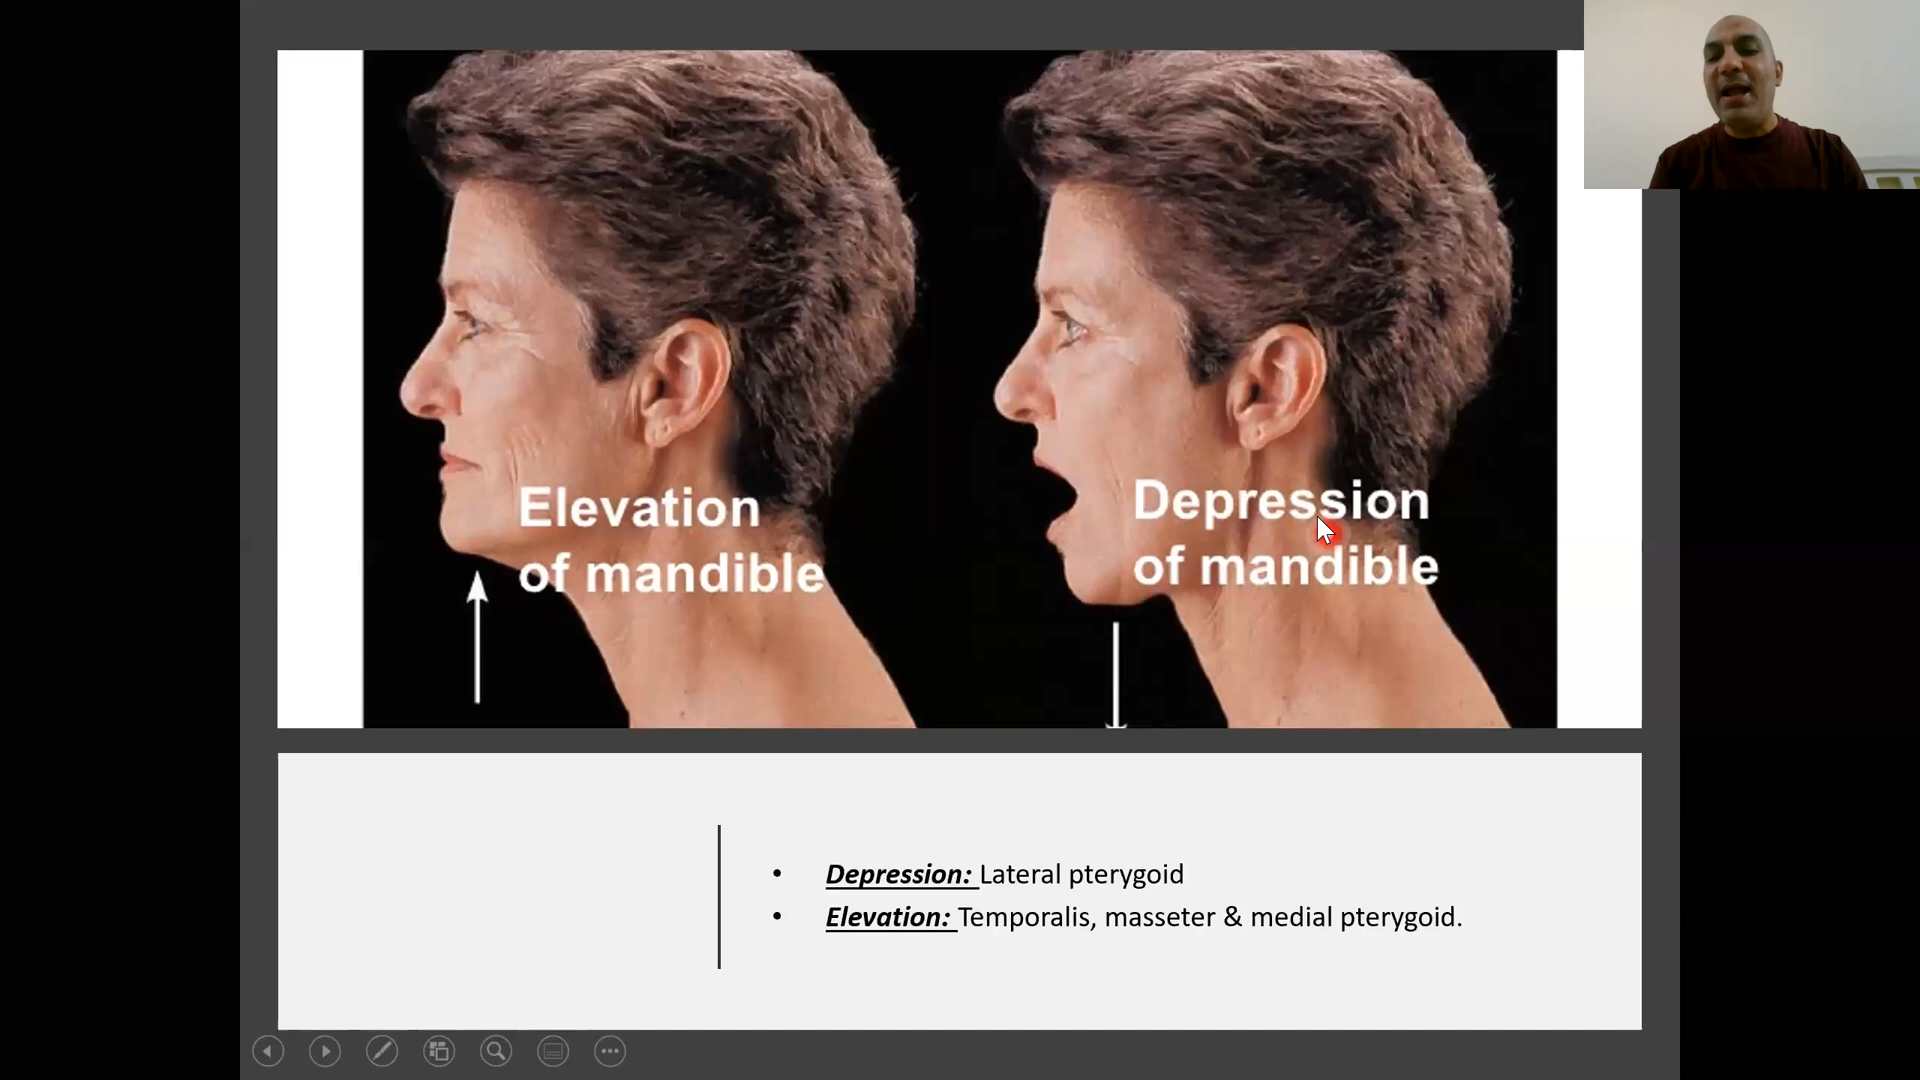 Elevation
of mandible
Depression
of mandible
• Depression: Lateral pterygoid
• Elevation: Temporalis, masseter & medial pterygoid.